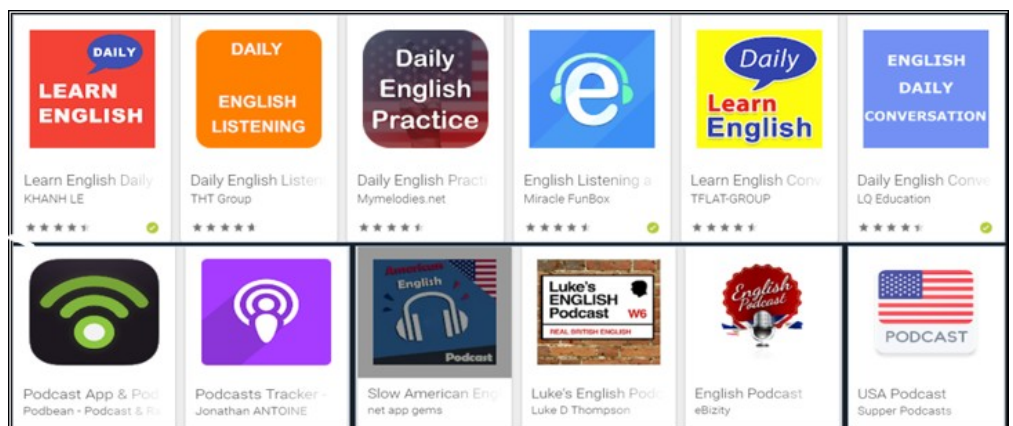 DAILY
LEARN
ENGLISH
DAILY
ENGLISH
LISTENING
Daily
English
Practice
e
Daily
Learn
English
ENGLISH
DAILY
CONVERSATION
Learn English Daily
KHANH LE
Daily English Listen
THT Group
Daily English Practi
Mymelodies.net
English Listening a
Miracle FunBox
Learn English Conv
TFLAT-GROUP
Daily English Conve
LQ Education
American
English
Podcast
Luke's
ENGLISH
Podcast W6
REAL BRITISH ENGLISH
English
Podcast
PODCAST
Podcast App & Pod
Podbean - Podcast & Ra
Podcasts Tracker -
Jonathan ANTOINE
Slow American Engl
net app gems
Luke's English Podc
Luke D Thompson
English Podcast
eBizity
USA Podcast
Supper Podcasts